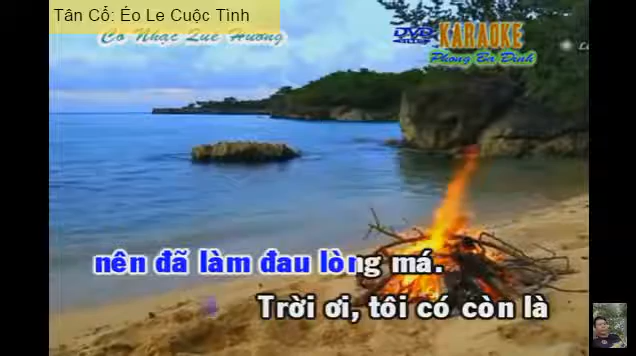 Tân Cổ: Éo Le Cuộc Tình
Cổ Nhạc Quê Hương
DVD
KARAOKE
Phong Ba Đình
nên đã làm đau lòng má.
Trời ơi, tôi có còn là